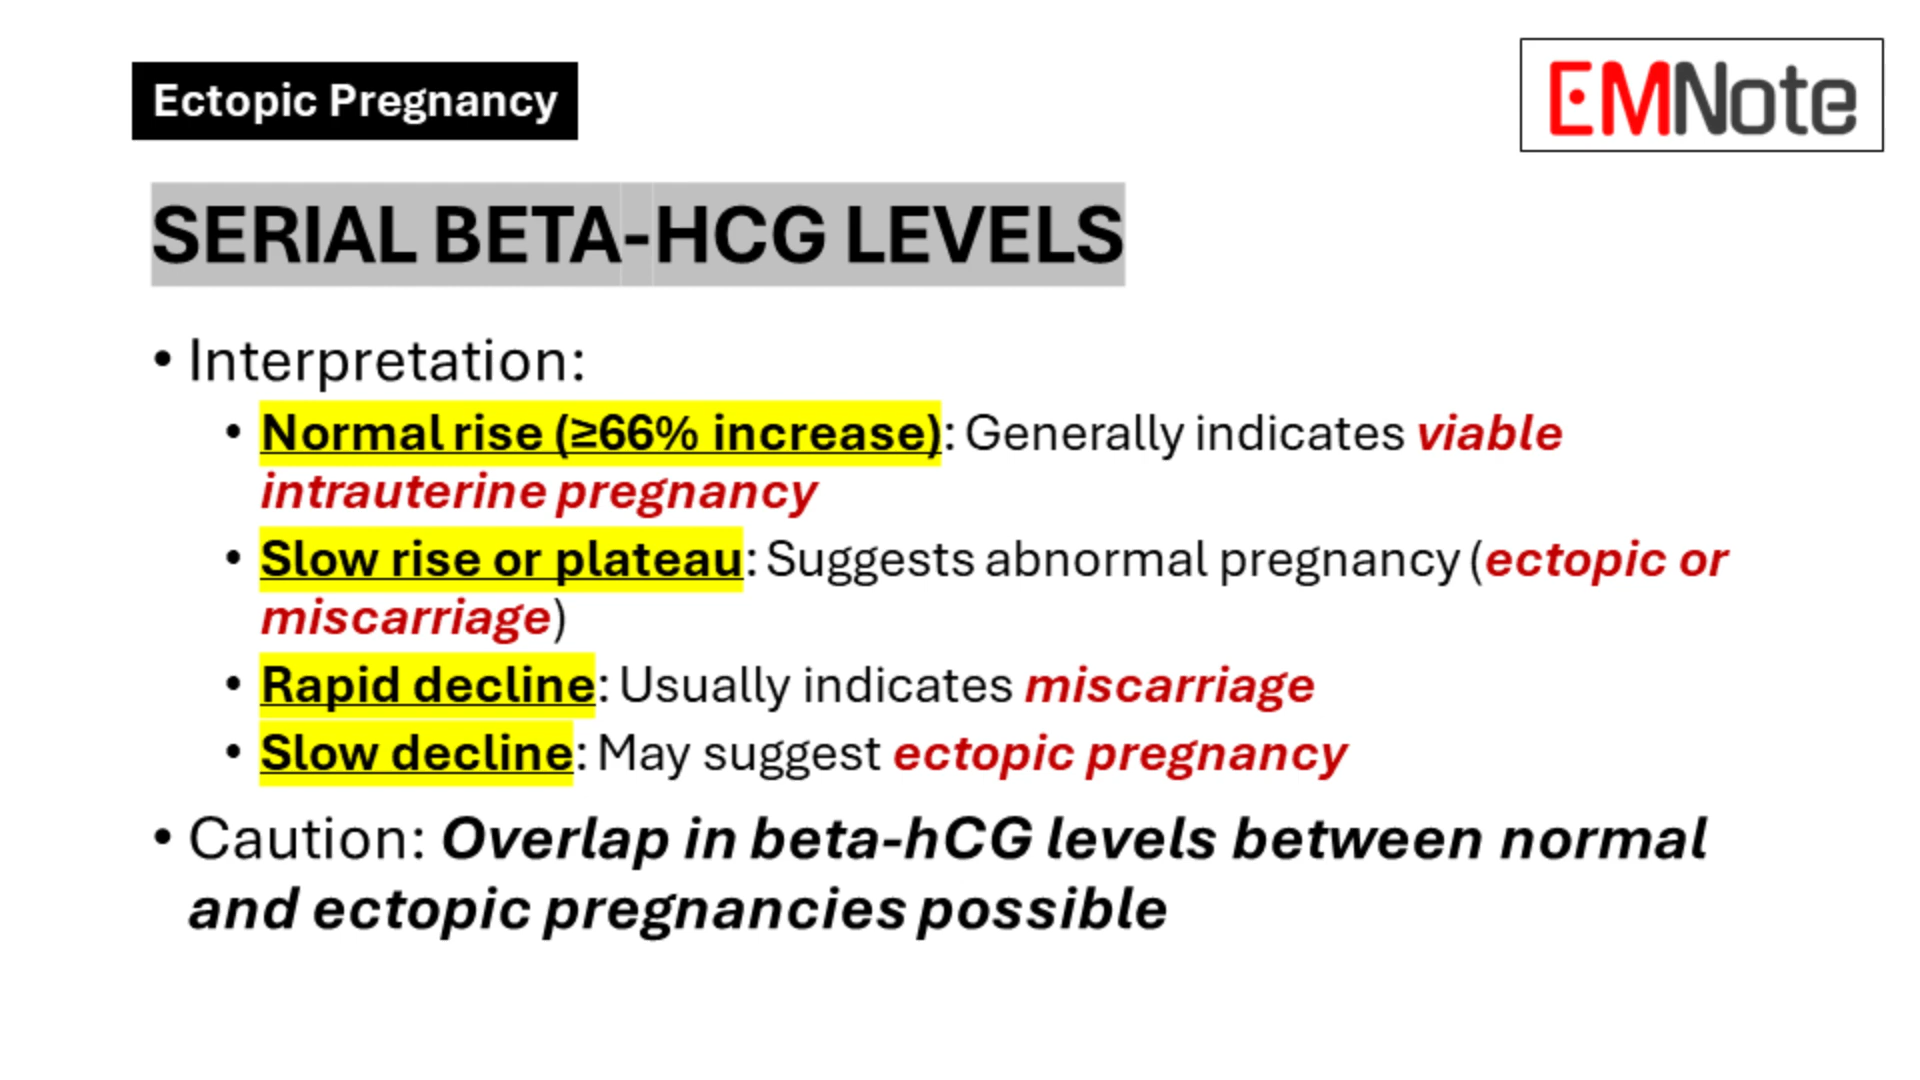 Ectopic Pregnancy
EMNote
SERIAL BETA-HCG LEVELS
• Interpretation:
• Normal rise (≥66% increase): Generally indicates viable
intrauterine pregnancy
• Slow rise or plateau: Suggests abnormal pregnancy (ectopic or
miscarriage)
• Rapid decline: Usually indicates miscarriage
• Slow decline: May suggest ectopic pregnancy
• Caution: Overlap in beta-hCG levels between normal
and ectopic pregnancies possible